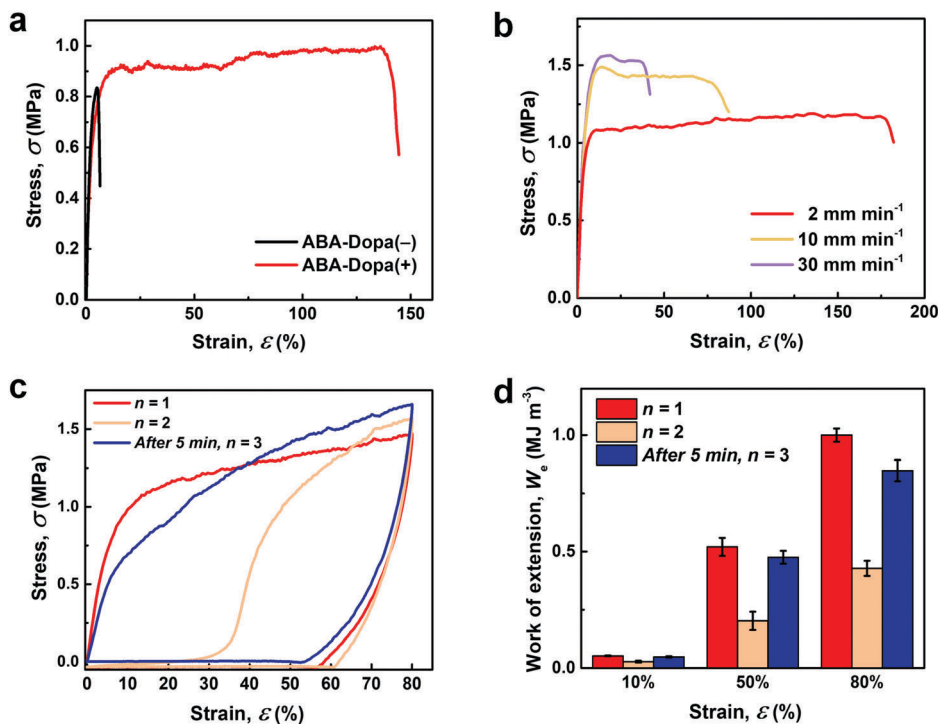 a
Stress, σ (MPa)
1.0
0.8
0.6
0.4
0.2
0.0
ABA-Dopa(–)
ABA-Dopa(+)
0 50 100 150
Strain, ε (%)
b
Stress, σ (MPa)
1.5
1.0
0.5
0.0
2 mm min⁻¹
10 mm min⁻¹
30 mm min⁻¹
0 50 100 150 200
Strain, ε (%)
c
Stress, σ (MPa)
1.5
1.0
0.5
0.0
n = 1
n = 2
After 5 min, n = 3
0 10 20 30 40 50 60 70 80
Strain, ε (%)
d
Work of extension, Wₑ (MJ m⁻³)
1.0
0.5
0.0
n = 1
n = 2
After 5 min, n = 3
10% 50% 80%
Strain, ε (%)